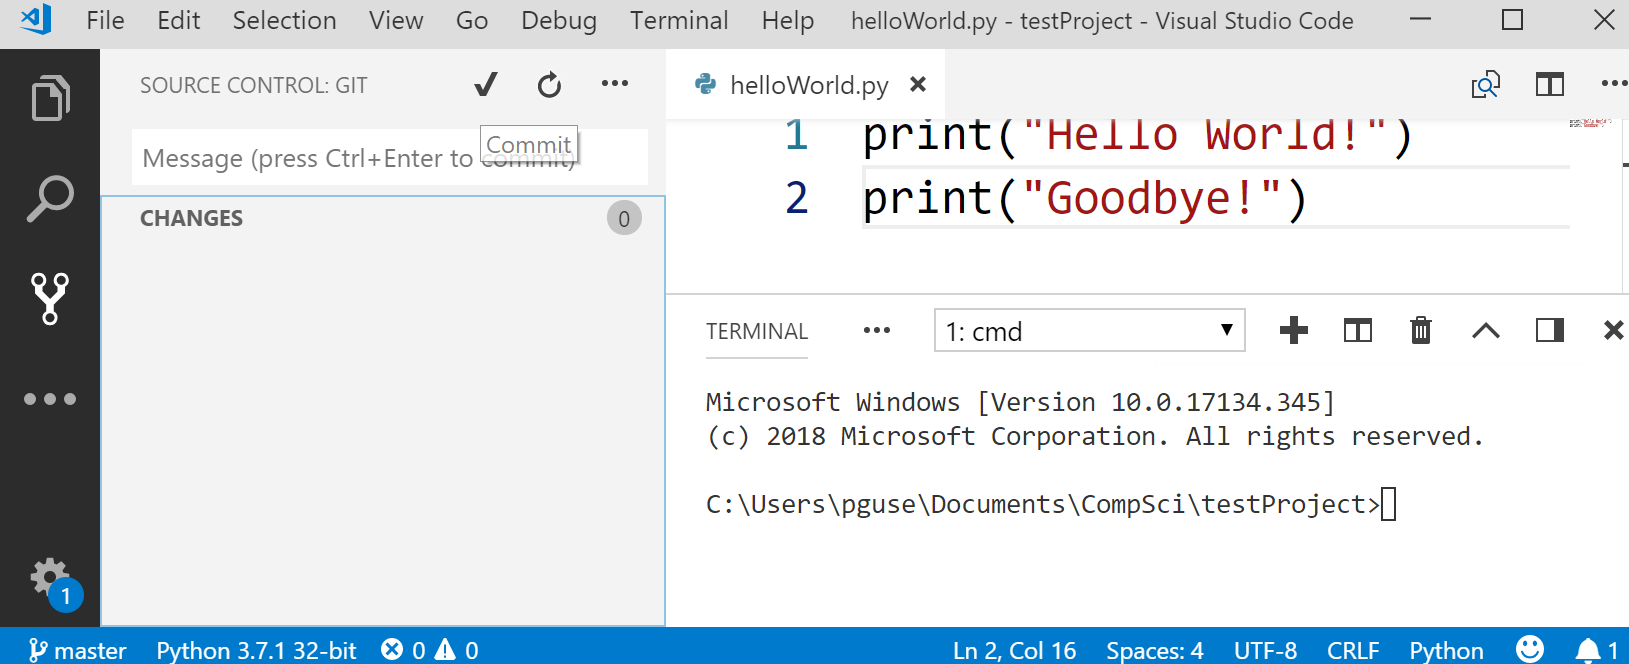 File Edit Selection View Go Debug Terminal Help helloWorld.py - testProject - Visual Studio Code
SOURCE CONTROL: GIT
helloWorld.py
Commit
Message (press Ctrl+Enter to commit)
CHANGES 0
1 print("Hello World!")
2 print("Goodbye!")
TERMINAL 1: cmd
Microsoft Windows [Version 10.0.17134.345]
(c) 2018 Microsoft Corporation. All rights reserved.
C:\Users\pguse\Documents\CompSci\testProject>
1
master Python 3.7.1 32-bit 0 0 Ln 2, Col 16 Spaces: 4 UTF-8 CRLF Python 1